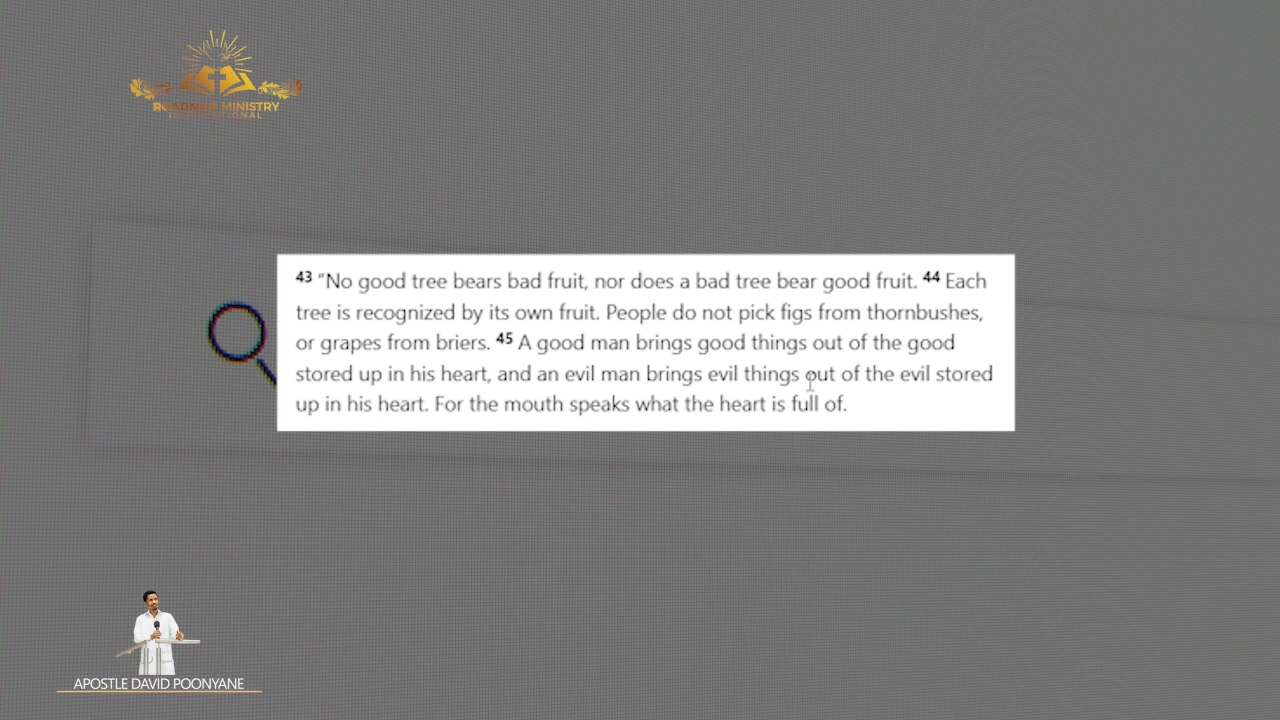 ROADMAP MINISTRY
INTERNATIONAL
43 "No good tree bears bad fruit, nor does a bad tree bear good fruit. 44 Each
tree is recognized by its own fruit. People do not pick figs from thornbushes,
or grapes from briers. 45 A good man brings good things out of the good
stored up in his heart, and an evil man brings evil things out of the evil stored
up in his heart. For the mouth speaks what the heart is full of.
APOSTLE DAVID POONYANE